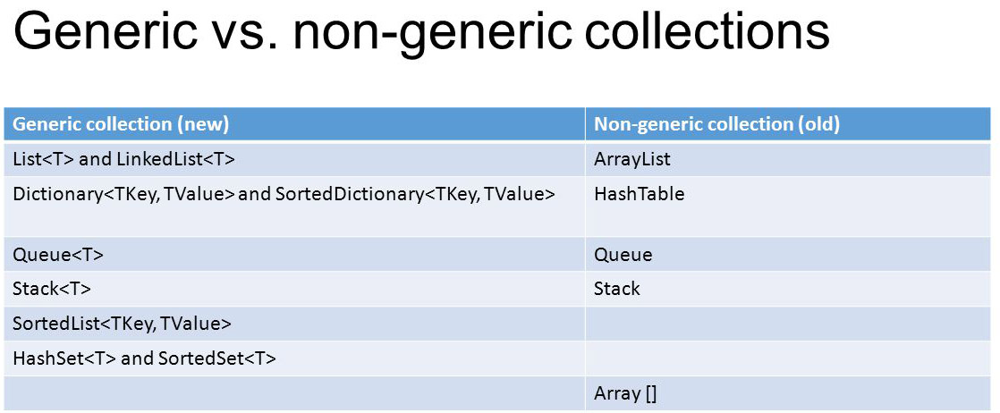 Generic vs. non-generic collections
Generic collection (new) Non-generic collection (old)
List<T> and LinkedList<T> ArrayList
Dictionary<TKey, TValue> and SortedDictionary<TKey, TValue> HashTable
Queue<T> Queue
Stack<T> Stack
SortedList<TKey, TValue>
HashSet<T> and SortedSet<T>
Array []